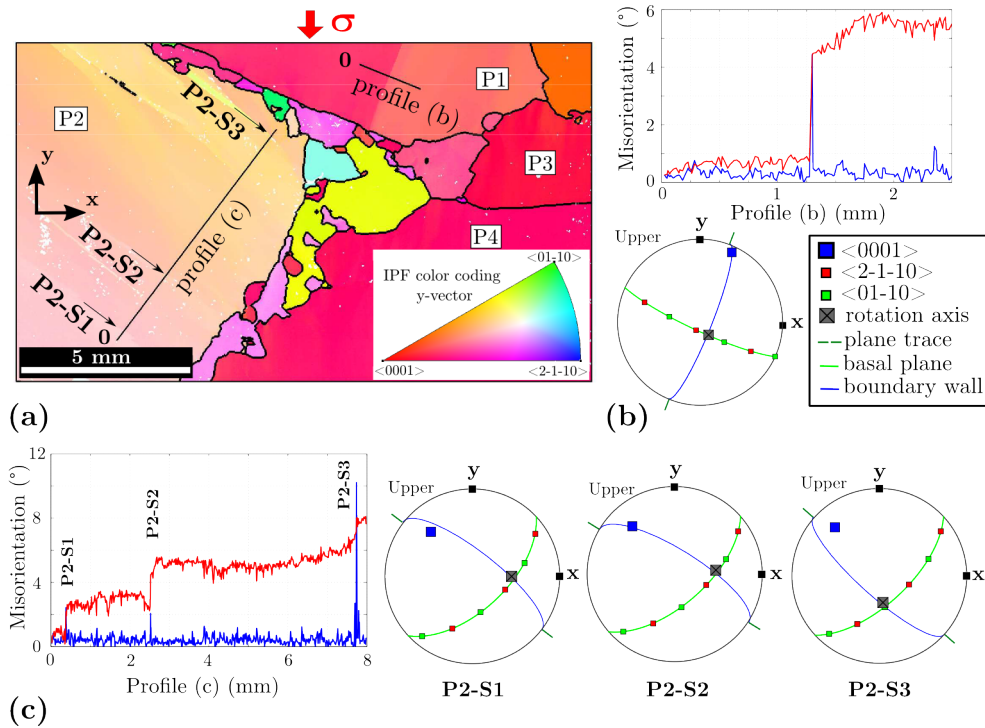 σ
0
profile (b)
P1
P2
P2-S3
P3
y
x
profile (c)
P4
P2-S2
P2-S1
0
5 mm
<01-10>
IPF color coding
y-vector
<0001>
<2-1-10>
(a)
Misorientation (°)
6
4
2
0
0
1
2
Profile (b) (mm)
Upper
y
x
<0001>
<2-1-10>
<01-10>
rotation axis
plane trace
basal plane
boundary wall
(b)
Misorientation (°)
12
8
4
0
P2-S1
P2-S2
P2-S3
0
2
4
6
8
Profile (c) (mm)
Upper
y
x
P2-S1
Upper
y
x
P2-S2
Upper
y
x
P2-S3
(c)